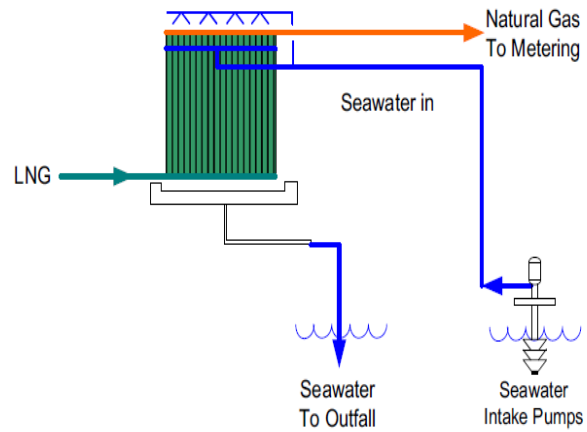 Natural Gas
To Metering
Seawater in
LNG
Seawater
To Outfall
Seawater
Intake Pumps